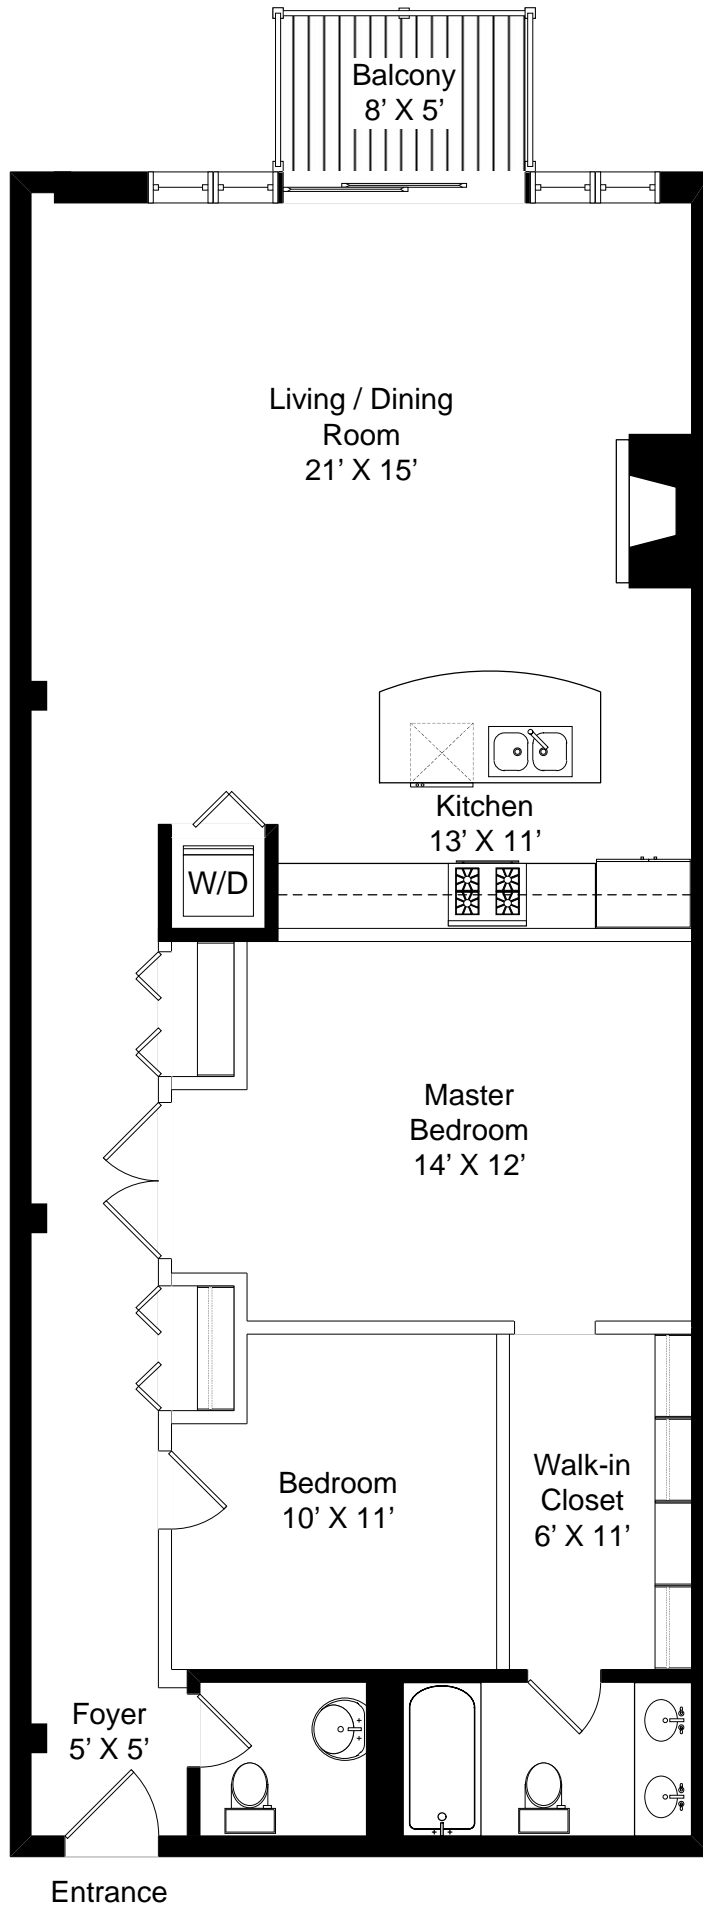 Balcony
8’ X 5’
Living / Dining
Room
21’ X 15’
Kitchen
13’ X 11’
W/D
Master
Bedroom
14’ X 12’
Bedroom
10’ X 11’
Walk-in
Closet
6’ X 11’
Foyer
5’ X 5’
Entrance